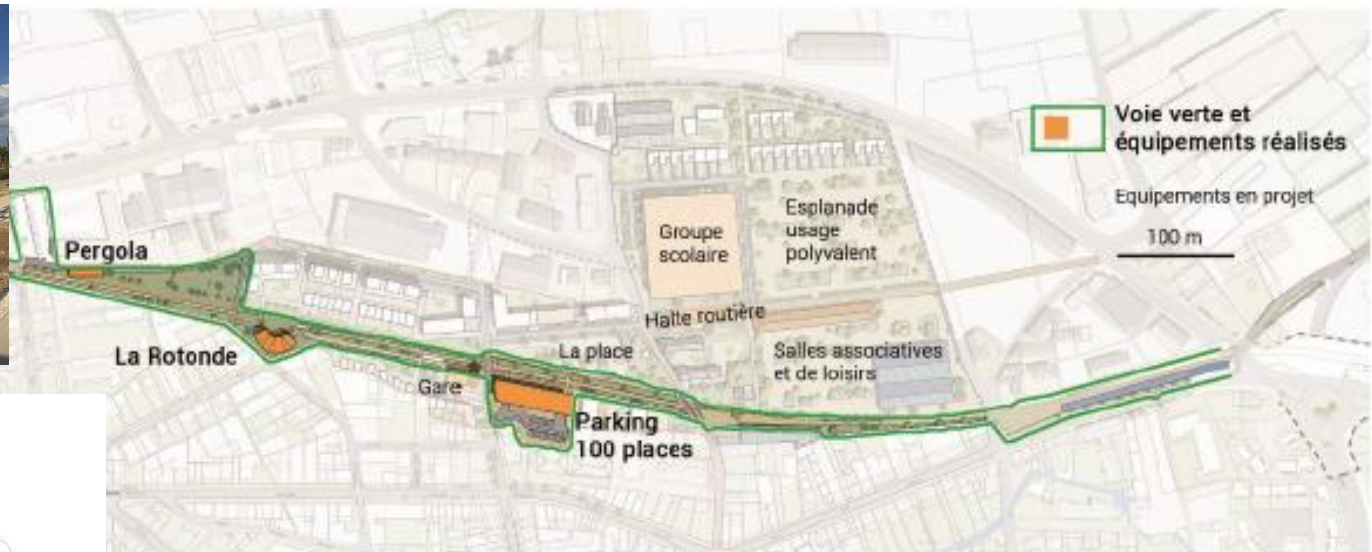 Voie verte et
équipements réalisés
Equipements en projet
100 m
Pergola
La Rotonde
Gare
Parking
100 places
La place
Halte routière
Groupe
scolaire
Esplanade
usage
polyvalent
Salles associatives
et de loisirs